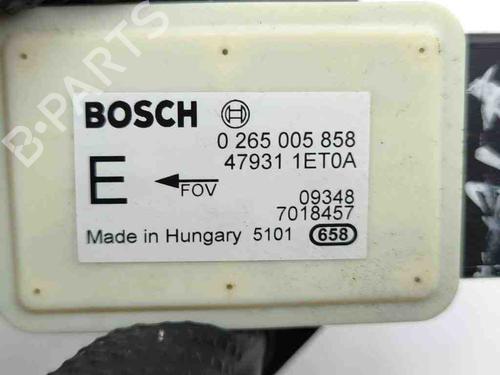 B-PARTS
BOSCH
0 265 005 858
47931 1ET0A
E
FOV
09348
7018457
Made in Hungary 5101 658